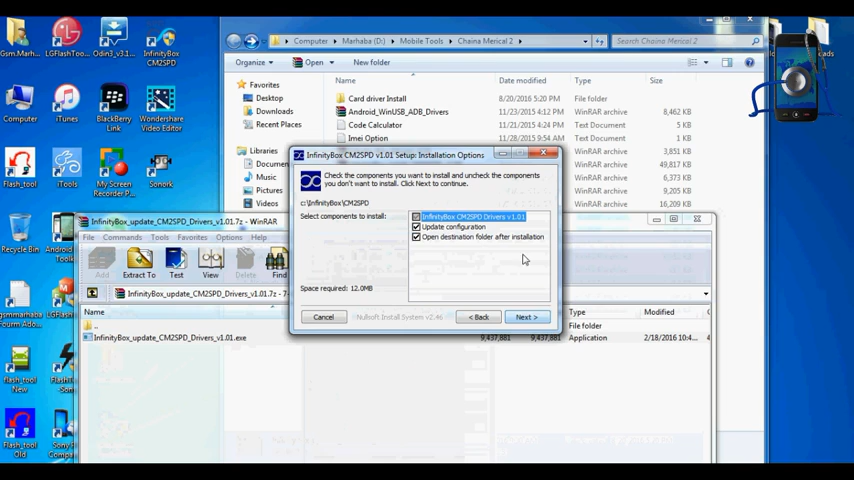 Gsm.Marha...
LGFlashTo...
Odin3_v3.1...
InfinityBox
CM2SPD
Computer
iTunes
BlackBerry
Link
Wondershare
Video Editor
Flash_tool
iTools
My Screen
Recorder P...
Sonork
Recycle Bin
Android
gsmmarhaba
New
flash_tool
Old
Computer
Marhaba (D:)
Mobile Tools
Chaina Merical 2
Search Chaina Merical 2
Organize
Open
New folder
Favorites
Desktop
Downloads
Recent Places
Libraries
Music
Pictures
Videos
Name
Date modified
Type
Size
Card driver Install
8/20/2016 5:20 PM
File folder
Android_WinUSB_ADB_Drivers
11/23/2015 4:12 PM
WinRAR archive
8,462 KB
Code Calculator
11/23/2015 4:14 PM
Text Document
5 KB
Imei Option
11/28/2015 9:54 AM
Text Document
1 KB
WinRAR archive
3,851 KB
WinRAR archive
49,817 KB
WinRAR archive
6,373 KB
WinRAR archive
9,205 KB
WinRAR archive
16,209 KB
InfinityBox CM2SPD v1.01 Setup: Installation Options
Check the components you want to install and uncheck the components
you don't want to install. Click Next to continue.
c:\InfinityBox\CM2SPD
Select components to install:
InfinityBox CM2SPD Drivers v1.01
Update configuration
Open destination folder after installation
Space required: 12.0MB
Cancel
Nullsoft Install System v2.46
< Back
Next >
InfinityBox_update_CM2SPD_Drivers_v1.01.7z - WinRAR
File
Commands
Tools
Favorites
Options
Add
Extract To
Test
View
Delete
Find
InfinityBox_update_CM2SPD_Drivers_v1.01.7z - 7-
Name
Type
Modified
..
File folder
InfinityBox_update_CM2SPD_Drivers_v1.01.exe
9,437,881
9,437,881
Application
2/18/2016 10:4...